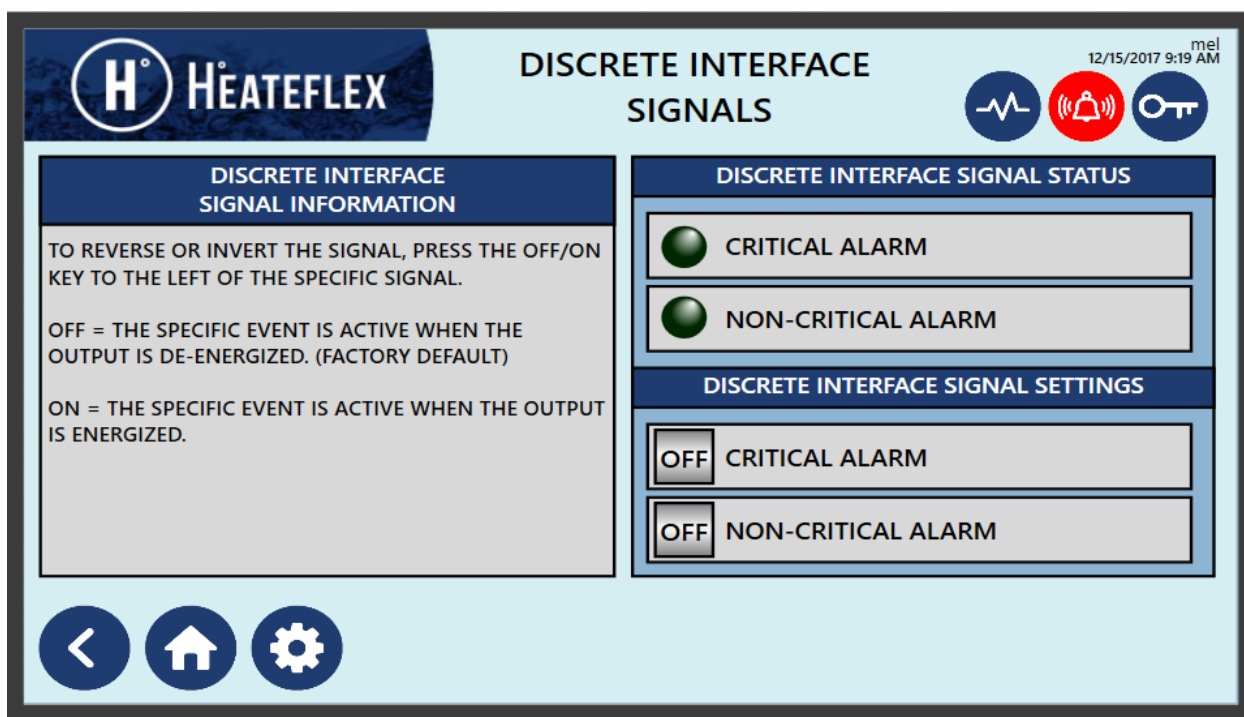 H° HEATEFLEX
DISCRETE INTERFACE
SIGNALS
mel
12/15/2017 9:19 AM
DISCRETE INTERFACE
SIGNAL INFORMATION
TO REVERSE OR INVERT THE SIGNAL, PRESS THE OFF/ON
KEY TO THE LEFT OF THE SPECIFIC SIGNAL.
OFF = THE SPECIFIC EVENT IS ACTIVE WHEN THE
OUTPUT IS DE-ENERGIZED. (FACTORY DEFAULT)
ON = THE SPECIFIC EVENT IS ACTIVE WHEN THE OUTPUT
IS ENERGIZED.
DISCRETE INTERFACE SIGNAL STATUS
CRITICAL ALARM
NON-CRITICAL ALARM
DISCRETE INTERFACE SIGNAL SETTINGS
OFF CRITICAL ALARM
OFF NON-CRITICAL ALARM